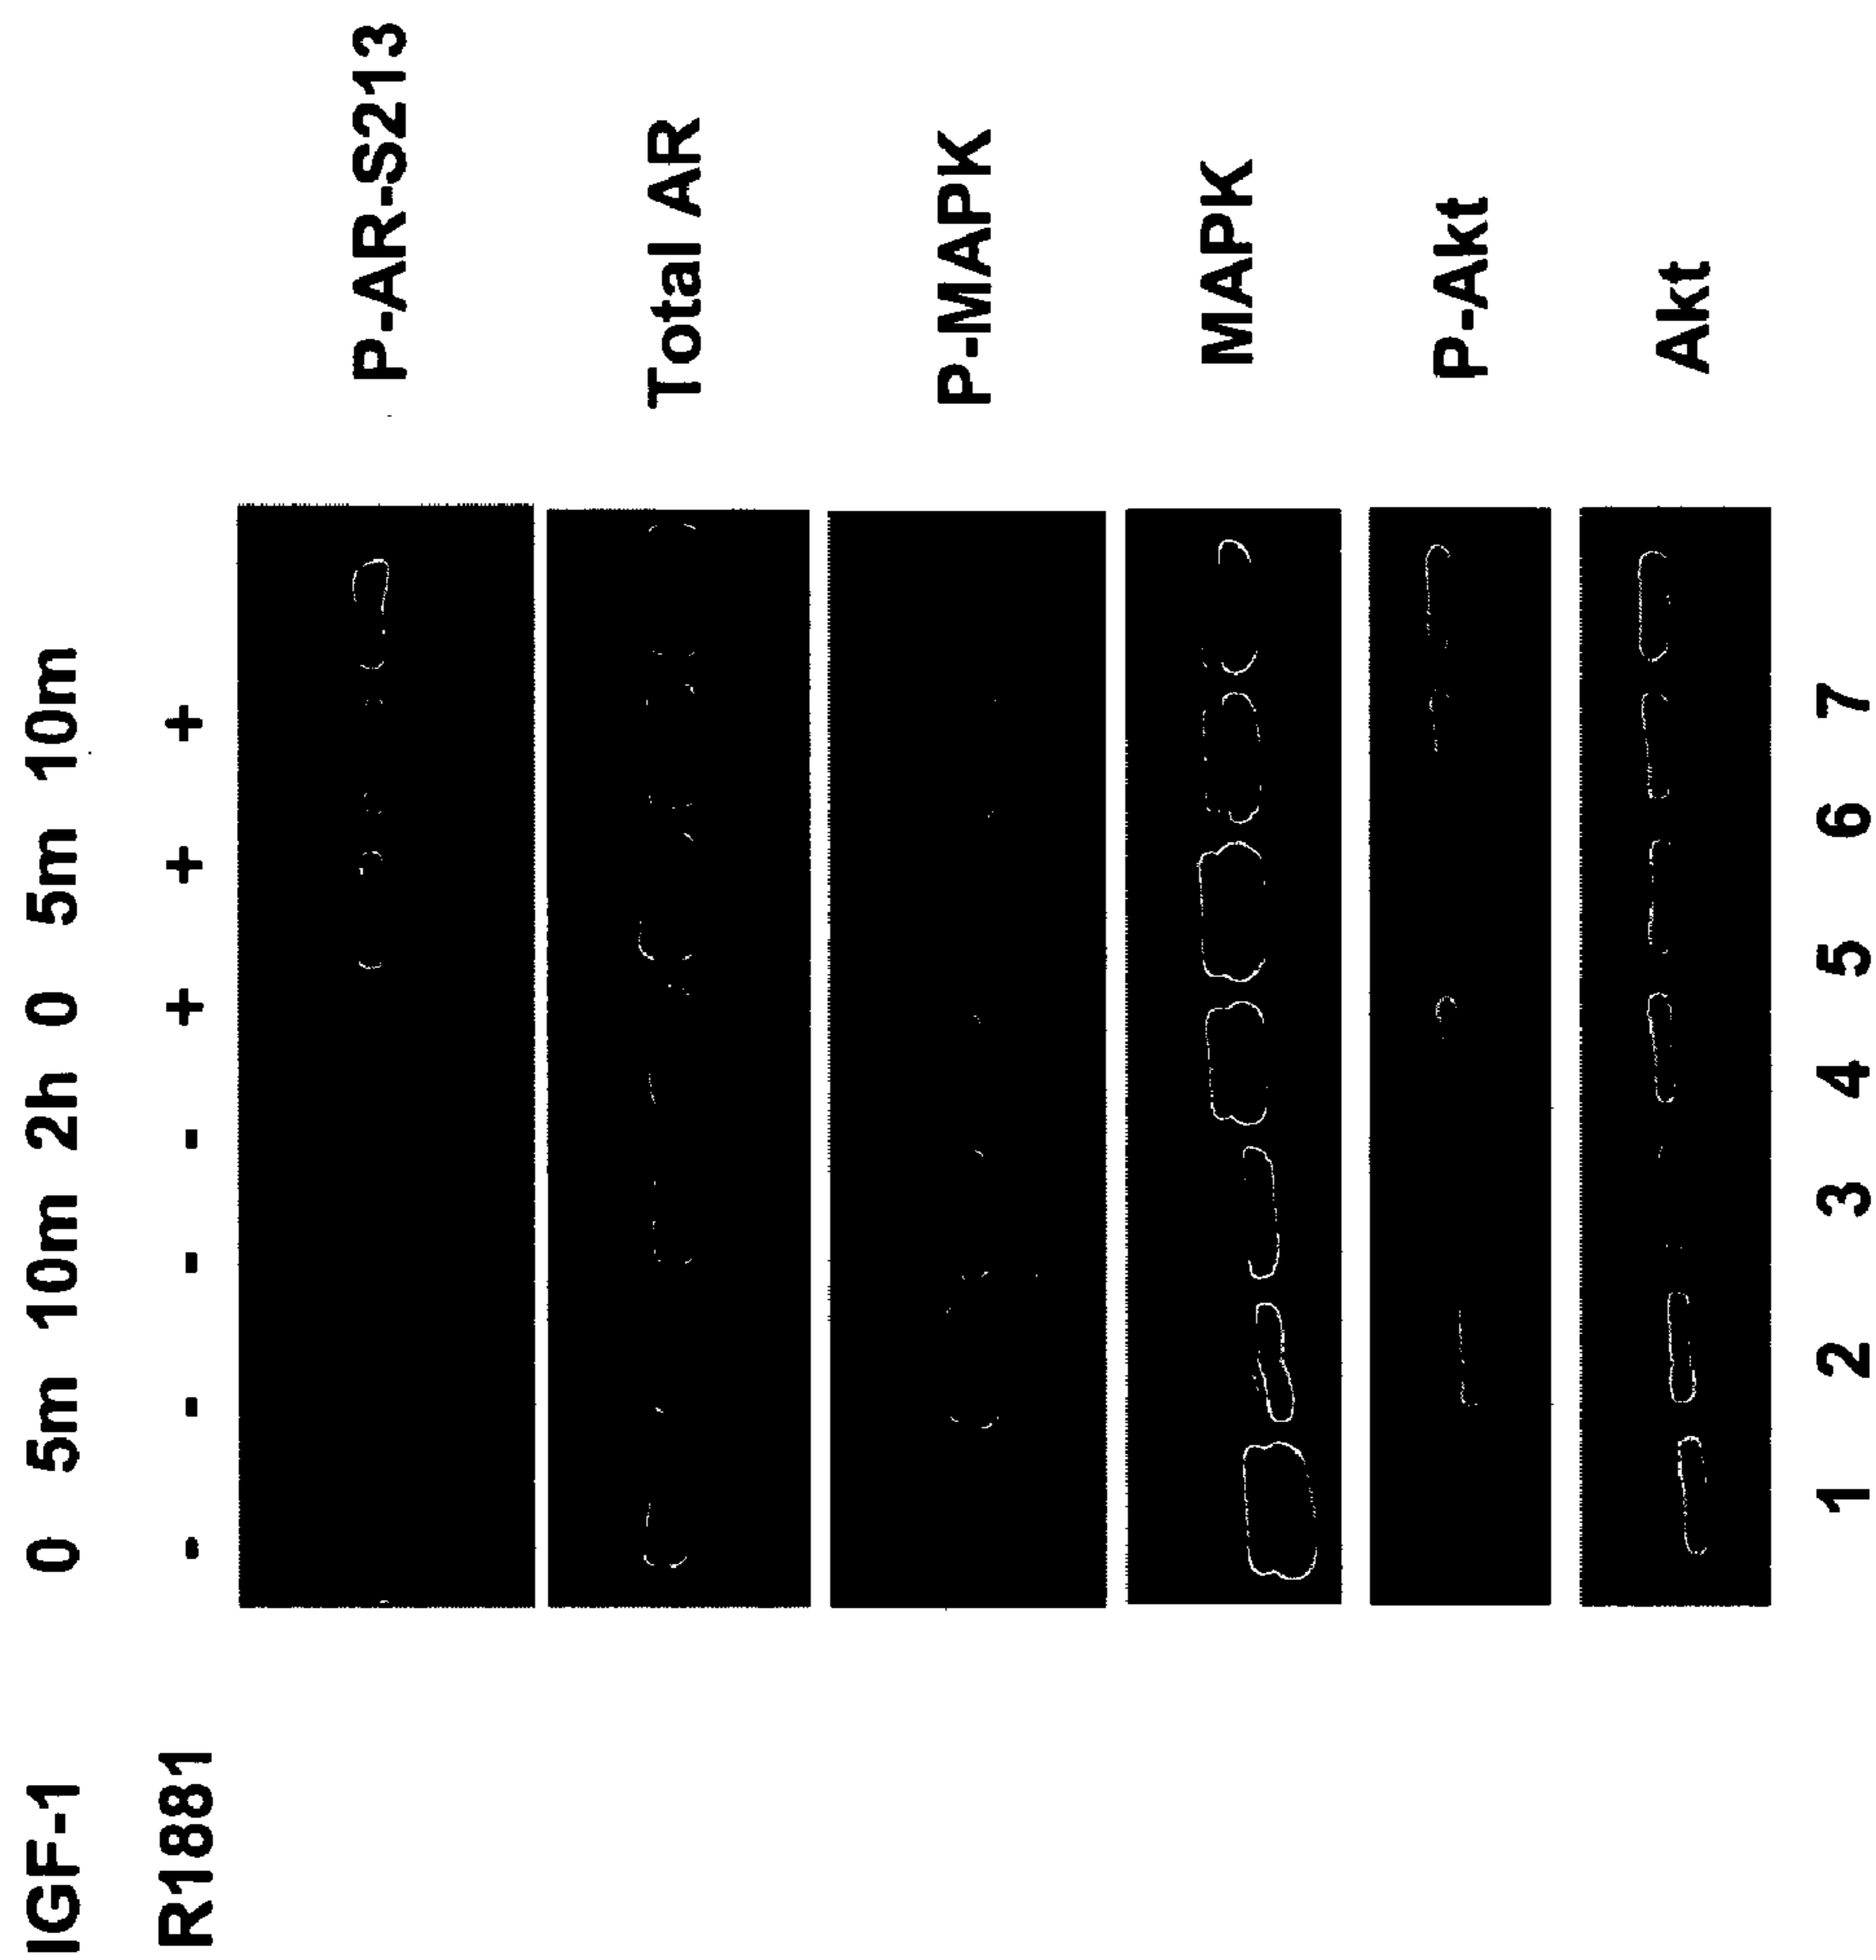 IGF-1 0 5m 10m 2h 0 5m 10m
R1881 - - - - + + +
P-AR-S213
Total AR
P-MAPK
MAPK
P-Akt
Akt
1 2 3 4 5 6 7